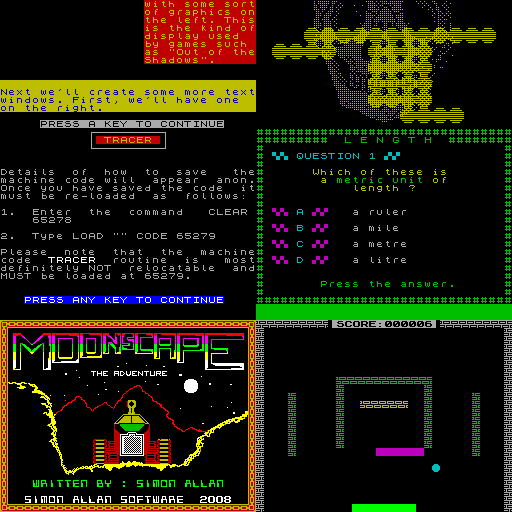 with some sort
of graphics on
the left. This
is the kind of
display used
by games such
as "Out of the
Shadows".
Next we'll create some more text
windows. First, we'll have one
on the right.
PRESS A KEY TO CONTINUE
TRACER
Details of how to save the
machine code will appear anon.
Once you have saved the code it
must be re-loaded as follows:
1. Enter the command CLEAR
65278
2. Type LOAD "" CODE 65279
Please note that the machine
code TRACER routine is most
definitely NOT relocatable and
MUST be loaded at 65279.
PRESS ANY KEY TO CONTINUE
LENGTH
QUESTION 1
Which of these is
a metric unit of
length ?
A a ruler
B a mile
C a metre
D a litre
Press the answer.
MOONSCAPE
THE ADVENTURE
WRITTEN BY : SIMON ALLAN
SIMON ALLAN SOFTWARE 2008
SCORE:000006